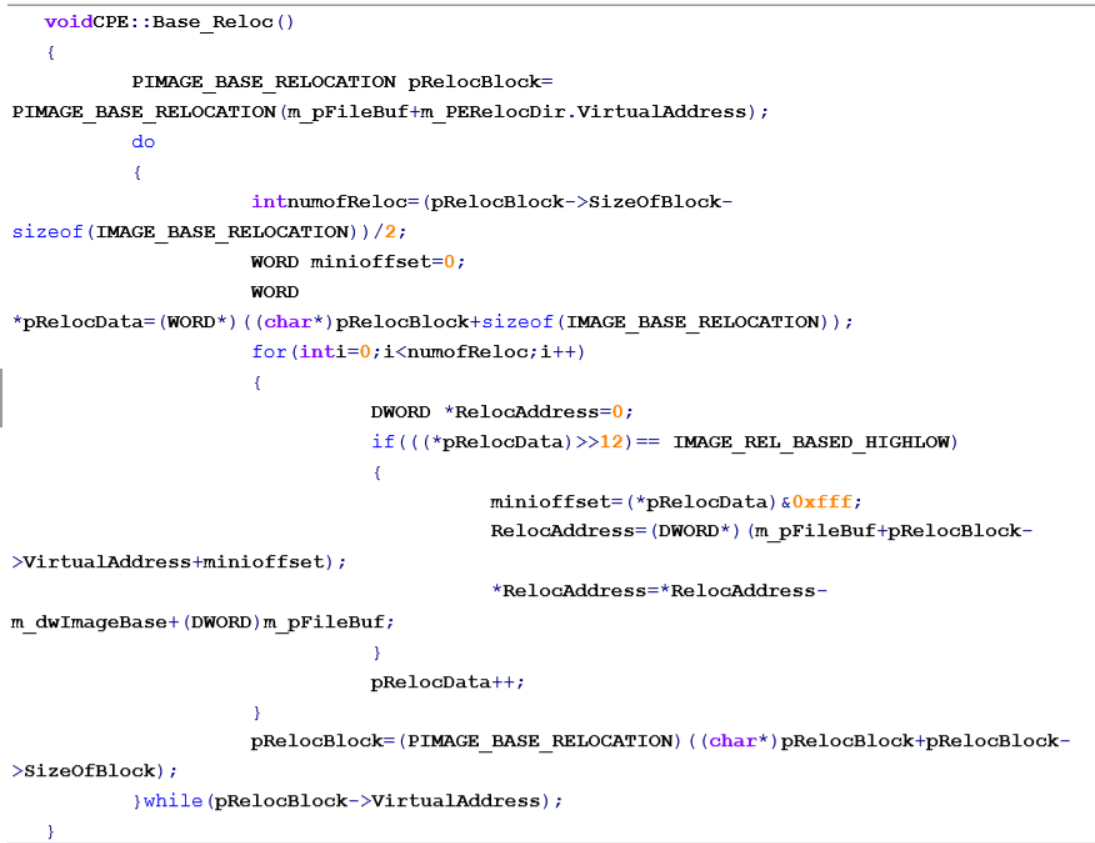 voidCPE::Base_Reloc()
{
PIMAGE_BASE_RELOCATION pRelocBlock=
PIMAGE_BASE_RELOCATION(m_pFileBuf+m_PERelocDir.VirtualAddress);
do
{
intnumofReloc=(pRelocBlock->SizeOfBlock-
sizeof(IMAGE_BASE_RELOCATION))/2;
WORD minioffset=0;
WORD
*pRelocData=(WORD*)((char*)pRelocBlock+sizeof(IMAGE_BASE_RELOCATION));
for(inti=0;i<numofReloc;i++)
{
DWORD *RelocAddress=0;
if(((*pRelocData)>>12)== IMAGE_REL_BASED_HIGHLOW)
{
minioffset=(*pRelocData)&0xfff;
RelocAddress=(DWORD*)(m_pFileBuf+pRelocBlock-
>VirtualAddress+minioffset);
*RelocAddress=*RelocAddress-
m_dwImageBase+(DWORD)m_pFileBuf;
}
pRelocData++;
}
pRelocBlock=(PIMAGE_BASE_RELOCATION)((char*)pRelocBlock+pRelocBlock-
>SizeOfBlock);
}while(pRelocBlock->VirtualAddress);
}